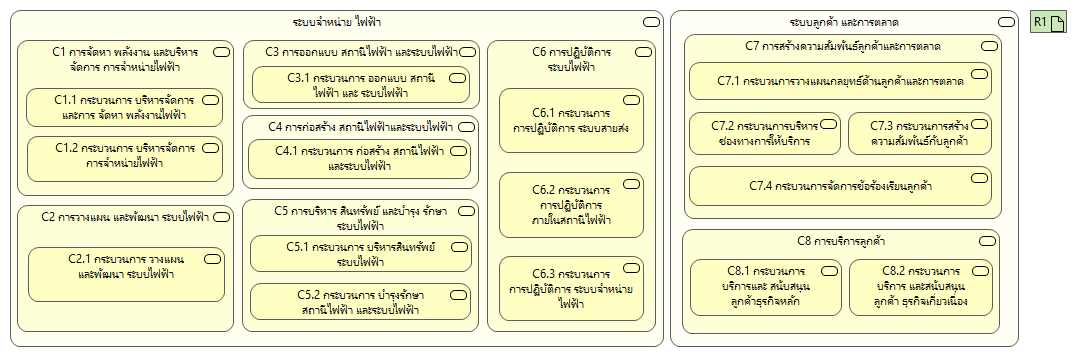 ระบบจำหน่าย ไฟฟ้า
C1 การจัดหา พลังงาน และบริหาร
จัดการ การจำหน่ายไฟฟ้า
C1.1 กระบวนการ บริหารจัดการ
และการ จัดหา พลังงานไฟฟ้า
C1.2 กระบวนการ บริหารจัดการ
การจำหน่ายไฟฟ้า
C2 การวางแผน และพัฒนา ระบบไฟฟ้า
C2.1 กระบวนการ วางแผน
และพัฒนา ระบบไฟฟ้า
C3 การออกแบบ สถานีไฟฟ้า และระบบไฟฟ้า
C3.1 กระบวนการ ออกแบบ สถานี
ไฟฟ้า และ ระบบไฟฟ้า
C4 การก่อสร้าง สถานีไฟฟ้าและระบบไฟฟ้า
C4.1 กระบวนการ ก่อสร้าง สถานีไฟฟ้า
และระบบไฟฟ้า
C5 การบริหาร สินทรัพย์ และบำรุง รักษา
ระบบไฟฟ้า
C5.1 กระบวนการ บริหารสินทรัพย์
ระบบไฟฟ้า
C5.2 กระบวนการ บำรุงรักษา
สถานีไฟฟ้า และระบบไฟฟ้า
C6 การปฏิบัติการ
ระบบไฟฟ้า
C6.1 กระบวนการ
การปฏิบัติการ ระบบสายส่ง
C6.2 กระบวนการ
การปฏิบัติการ
ภายในสถานีไฟฟ้า
C6.3 กระบวนการ
การปฏิบัติการ ระบบจำหน่าย
ไฟฟ้า
ระบบลูกค้า และการตลาด
C7 การสร้างความสัมพันธ์ลูกค้าและการตลาด
C7.1 กระบวนการวางแผนกลยุทธ์ด้านลูกค้าและการตลาด
C7.2 กระบวนการบริหาร
ช่องทางการให้บริการ
C7.3 กระบวนการสร้าง
ความสัมพันธ์กับลูกค้า
C7.4 กระบวนการจัดการข้อร้องเรียนลูกค้า
C8 การบริการลูกค้า
C8.1 กระบวนการ
บริการและ สนับสนุน
ลูกค้าธุรกิจหลัก
C8.2 กระบวนการ
บริการ และสนับสนุน
ลูกค้า ธุรกิจเกี่ยวเนื่อง
R1